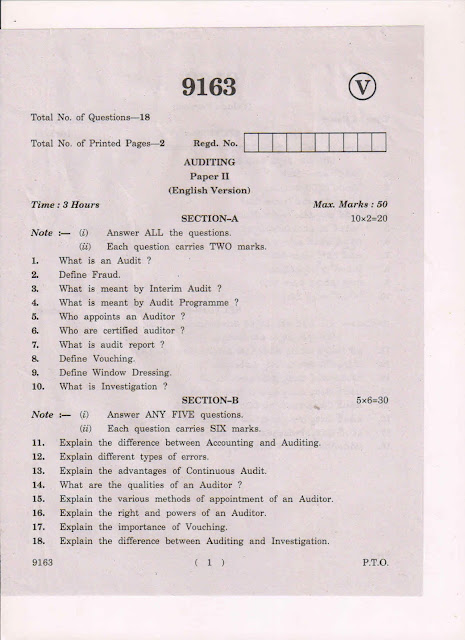 9163
V
Total No. of Questions—18
Total No. of Printed Pages—2 Regd. No.
AUDITING
Paper II
(English Version)
Time : 3 Hours Max. Marks : 50
SECTION–A 10×2=20
Note :— (i) Answer ALL the questions.
(ii) Each question carries TWO marks.
1. What is an Audit ?
2. Define Fraud.
3. What is meant by Interim Audit ?
4. What is meant by Audit Programme ?
5. Who appoints an Auditor ?
6. Who are certified auditor ?
7. What is audit report ?
8. Define Vouching.
9. Define Window Dressing.
10. What is Investigation ?
SECTION–B 5×6=30
Note :— (i) Answer ANY FIVE questions.
(ii) Each question carries SIX marks.
11. Explain the difference between Accounting and Auditing.
12. Explain different types of errors.
13. Explain the advantages of Continuous Audit.
14. What are the qualities of an Auditor ?
15. Explain the various methods of appointment of an Auditor.
16. Explain the right and powers of an Auditor.
17. Explain the importance of Vouching.
18. Explain the difference between Auditing and Investigation.
9163 ( 1 ) P.T.O.